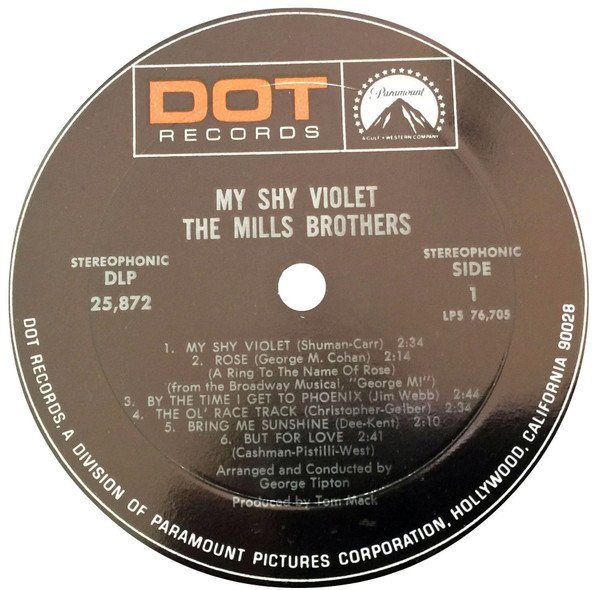 DOT
RECORDS
Paramount
A GULF + WESTERN COMPANY
MY SHY VIOLET
THE MILLS BROTHERS
STEREOPHONIC
DLP
25,872
STEREOPHONIC
SIDE
1
LPS 76,705
1. MY SHY VIOLET (Shuman-Carr) 2:34
2. ROSE (George M. Cohan) 2:14
(A Ring To The Name Of Rose)
(from the Broadway Musical, "George M!")
3. BY THE TIME I GET TO PHOENIX (Jim Webb) 2:44
4. THE OL' RACE TRACK (Christopher-Gelber) 2:34
5. BRING ME SUNSHINE (Dee-Kent) 2:10
6. BUT FOR LOVE 2:41
(Cashman-Pistilli-West)
Arranged and Conducted by
George Tipton
Produced by Tom Mack
DOT RECORDS, A DIVISION OF PARAMOUNT PICTURES CORPORATION, HOLLYWOOD, CALIFORNIA 90028